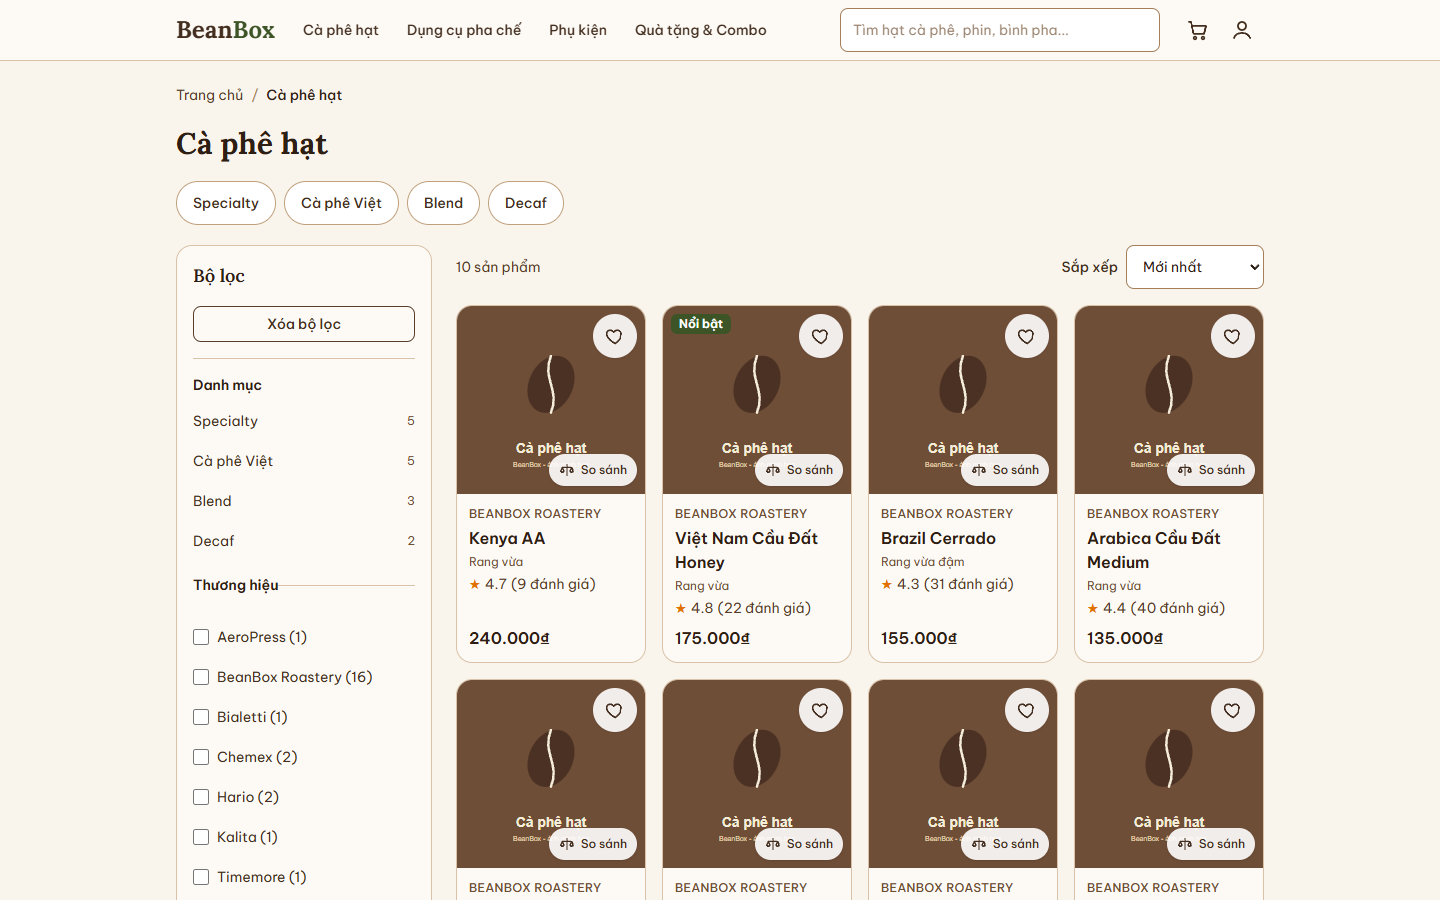 BeanBox
Cà phê hạt
Dụng cụ pha chế
Phụ kiện
Quà tặng & Combo
Tìm hạt cà phê, phin, bình pha...
Trang chủ / Cà phê hạt
Cà phê hạt
Specialty
Cà phê Việt
Blend
Decaf
Bộ lọc
Xóa bộ lọc
Danh mục
Specialty 5
Cà phê Việt 5
Blend 3
Decaf 2
Thương hiệu
AeroPress (1)
BeanBox Roastery (16)
Bialetti (1)
Chemex (2)
Hario (2)
Kalita (1)
Timemore (1)
10 sản phẩm
Sắp xếp
Mới nhất
Cà phê hạt
BeanBox -
So sánh
BEANBOX ROASTERY
Kenya AA
Rang vừa
★ 4.7 (9 đánh giá)
240.000₫
Nổi bật
Cà phê hạt
BeanBox -
So sánh
BEANBOX ROASTERY
Việt Nam Cầu Đất
Honey
Rang vừa
★ 4.8 (22 đánh giá)
175.000₫
Cà phê hạt
BeanBox -
So sánh
BEANBOX ROASTERY
Brazil Cerrado
Rang vừa đậm
★ 4.3 (31 đánh giá)
155.000₫
Cà phê hạt
BeanBox -
So sánh
BEANBOX ROASTERY
Arabica Cầu Đất
Medium
Rang vừa
★ 4.4 (40 đánh giá)
135.000₫
Cà phê hạt
BeanBox -
So sánh
BEANBOX ROASTERY
Cà phê hạt
BeanBox -
So sánh
BEANBOX ROASTERY
Cà phê hạt
BeanBox -
So sánh
BEANBOX ROASTERY
Cà phê hạt
BeanBox -
So sánh
BEANBOX ROASTERY